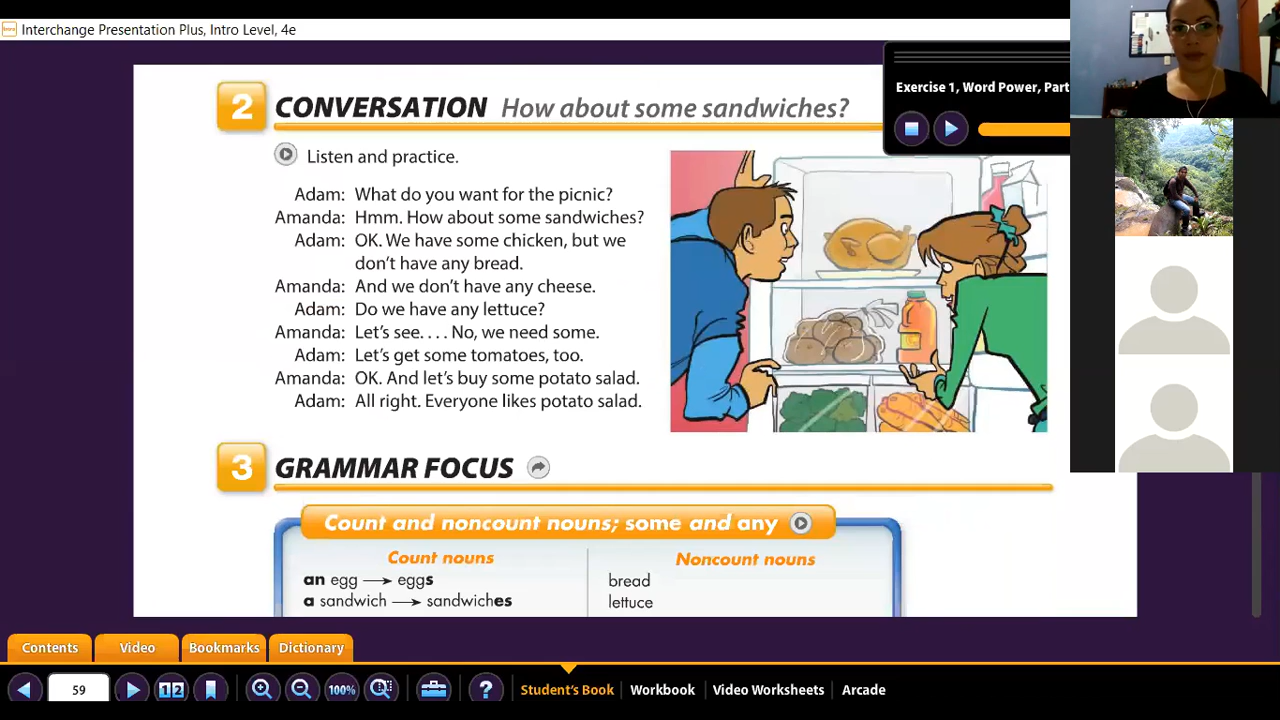 Interchange Presentation Plus, Intro Level, 4e
2 CONVERSATION How about some sandwiches?
Exercise 1, Word Power, Part
Listen and practice.
Adam: What do you want for the picnic?
Amanda: Hmm. How about some sandwiches?
Adam: OK. We have some chicken, but we
don't have any bread.
Amanda: And we don't have any cheese.
Adam: Do we have any lettuce?
Amanda: Let's see. . . . No, we need some.
Adam: Let's get some tomatoes, too.
Amanda: OK. And let's buy some potato salad.
Adam: All right. Everyone likes potato salad.
3 GRAMMAR FOCUS
Count and noncount nouns; some and any
Count nouns
Noncount nouns
an egg → eggs
bread
a sandwich → sandwiches
lettuce
Contents Video Bookmarks Dictionary
59 12 100% ? Student's Book Workbook Video Worksheets Arcade